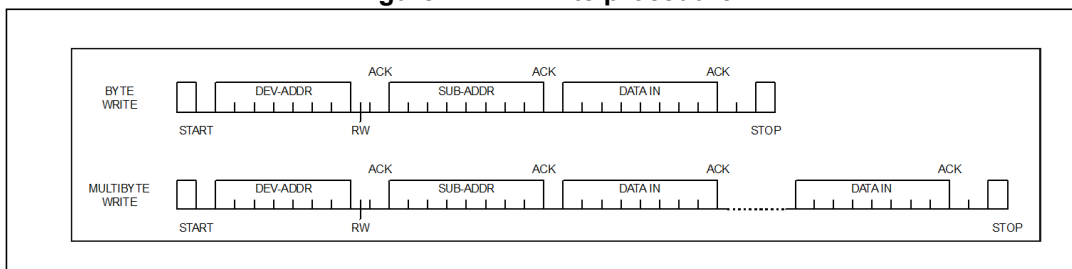 ACK ACK ACK
BYTE
WRITE
DEV-ADDR SUB-ADDR DATA IN
START RW STOP
ACK ACK ACK ACK
MULTIBYTE
WRITE
DEV-ADDR SUB-ADDR DATA IN DATA IN
START RW STOP